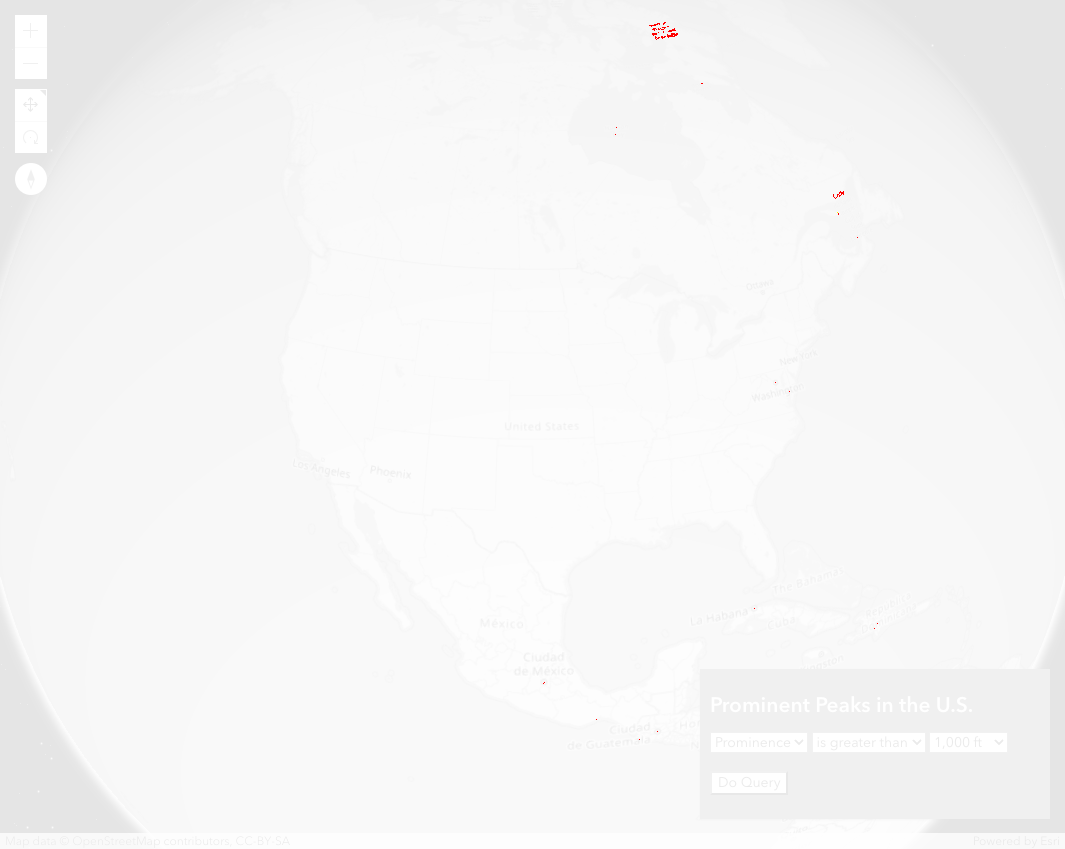 Ottawa
New York
Washington
United States
Los Angeles
Phoenix
The Bahamas
La Habana
Cuba
México
Ciudad
de México
Ciudad
de Guatemala
Prominent Peaks in the U.S.
Prominence is greater than 1,000 ft
Do Query
Map data © OpenStreetMap contributors, CC-BY-SA
Powered by Esri